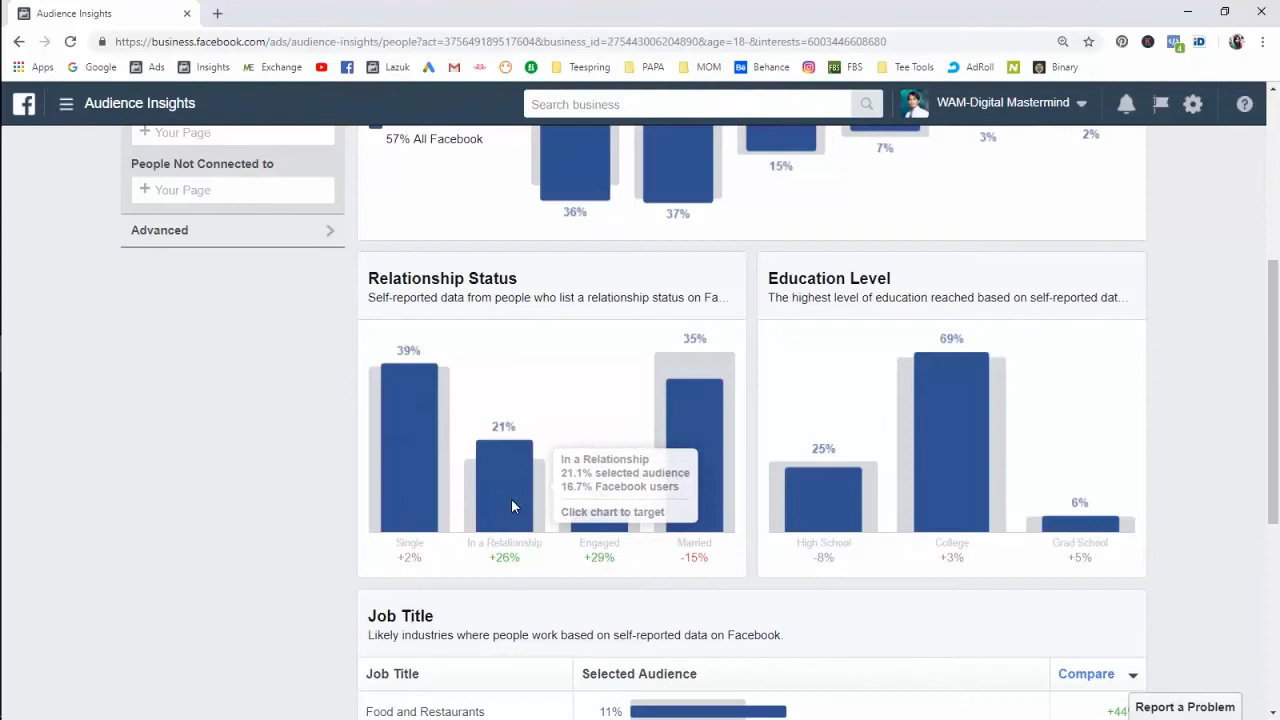 Audience Insights
https://business.facebook.com/ads/audience-insights/people?act=375649189517604&business_id=275443006204890&age=18-&interests=6003446608680
Apps Google Ads Insights Exchange Lazuk Teespring PAPA MOM Behance FBS Tee Tools AdRoll Binary
Audience Insights
Search business
WAM-Digital Mastermind
+ Your Page
People Not Connected to
+ Your Page
Advanced
57% All Facebook
36%
37%
15%
7%
3%
2%
Relationship Status
Self-reported data from people who list a relationship status on Fa...
39%
21%
35%
In a Relationship
21.1% selected audience
16.7% Facebook users
Click chart to target
Single In a Relationship Engaged Married
+2% +26% +29% -15%
Education Level
The highest level of education reached based on self-reported dat...
25%
69%
6%
High School College Grad School
-8% +3% +5%
Job Title
Likely industries where people work based on self-reported data on Facebook.
Job Title Selected Audience Compare
Food and Restaurants 11% +44
Report a Problem